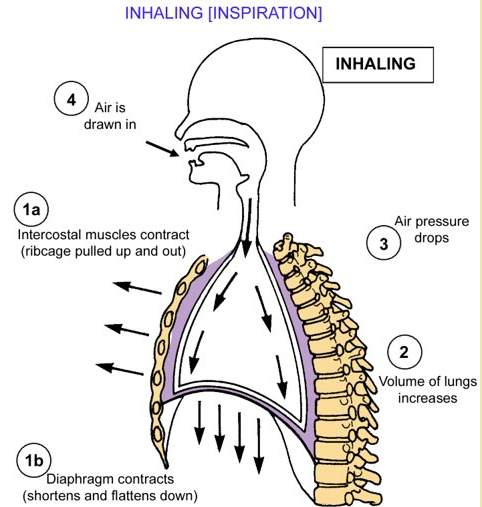 INHALING [INSPIRATION]
INHALING
4
Air is
drawn in
1a
Intercostal muscles contract
(ribcage pulled up and out)
Air pressure
drops
3
2
Volume of lungs
increases
1b
Diaphragm contracts
(shortens and flattens down)